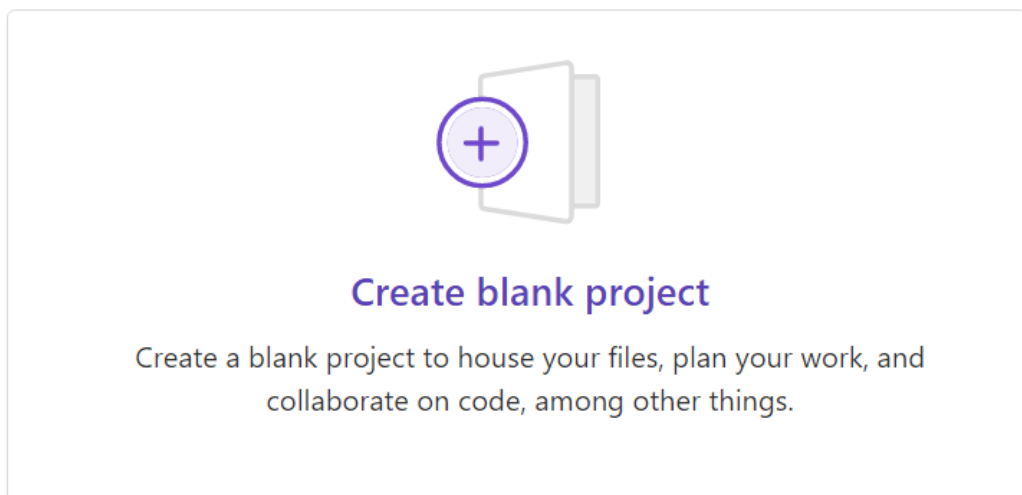 Create blank project
Create a blank project to house your files, plan your work, and
collaborate on code, among other things.